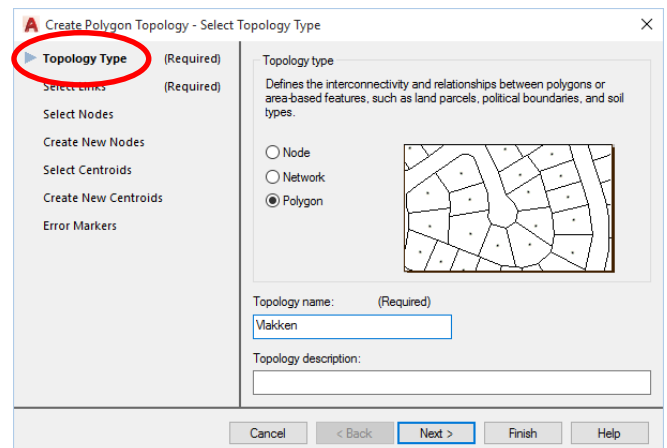 Create Polygon Topology - Select Topology Type
Topology Type (Required)
Select Links (Required)
Select Nodes
Create New Nodes
Select Centroids
Create New Centroids
Error Markers
Topology type
Defines the interconnectivity and relationships between polygons or
area-based features, such as land parcels, political boundaries, and soil
types.
Node
Network
Polygon
Topology name: (Required)
Vlakken
Topology description:
Cancel < Back Next > Finish Help